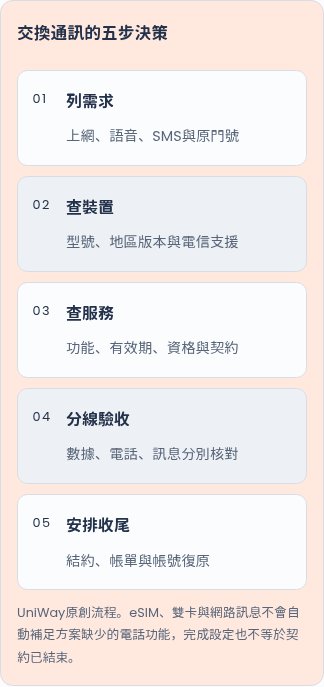 交換通訊的五步決策
01 列需求
上網、語音、SMS與原門號
02 查裝置
型號、地區版本與電信支援
03 查服務
功能、有效期、資格與契約
04 分線驗收
數據、電話、訊息分別核對
05 安排收尾
結約、帳單與帳號復原
UniWay原創流程。eSIM、雙卡與網路訊息不會自
動補足方案缺少的電話功能，完成設定也不等於契
約已結束。